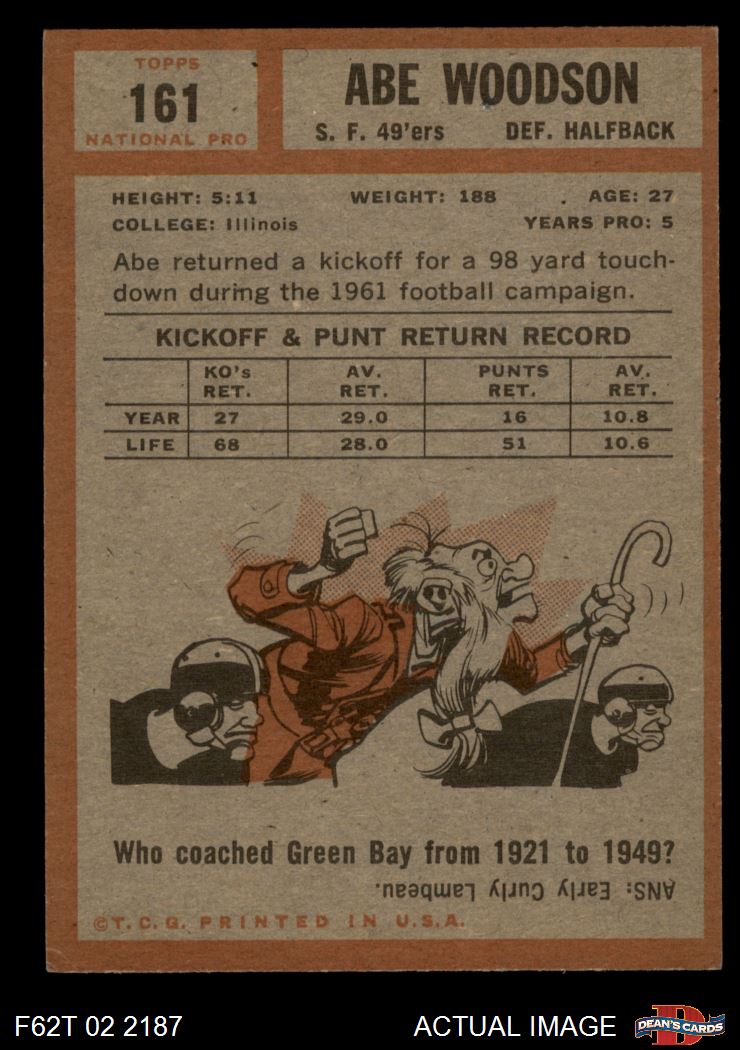 TOPPS
161
NATIONAL PRO
ABE WOODSON
S. F. 49'ers DEF. HALFBACK
HEIGHT: 5:11 WEIGHT: 188 AGE: 27
COLLEGE: Illinois YEARS PRO: 5
Abe returned a kickoff for a 98 yard touch-
down during the 1961 football campaign.
KICKOFF & PUNT RETURN RECORD
KO's AV. PUNTS AV.
RET. RET. RET. RET.
YEAR 27 29.0 16 10.8
LIFE 68 28.0 51 10.6
Who coached Green Bay from 1921 to 1949?
ANS: Early Curly Lambeau.
©T.C.G. PRINTED IN U.S.A.
F62T 02 2187 ACTUAL IMAGE
D
DEAN'S CARDS